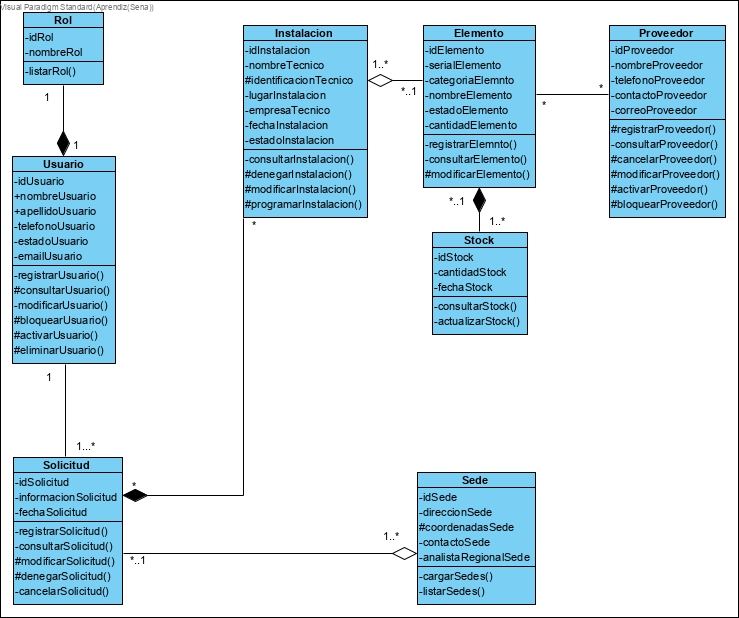 Visual Paradigm Standard(Aprendiz(Sena))
Rol
-idRol
-nombreRol
-listarRol()
1
1
Usuario
-idUsuario
+nombreUsuario
+apellidoUsuario
-telefonoUsuario
-estadoUsuario
-emailUsuario
-registrarUsuario()
#consultarUsuario()
-modificarUsuario()
#bloquearUsuario()
#activarUsuario()
#eliminarUsuario()
1
1...*
Solicitud
-idSolicitud
-informacionSolicitud
-fechaSolicitud
-registrarSolicitud()
-consultarSolicitud()
#modificarSolicitud()
#denegarSolicitud()
-cancelarSolicitud()
*
*..1
Instalacion
-idInstalacion
-nombreTecnico
#identificacionTecnico
-lugarInstalacion
-empresaTecnico
-fechaInstalacion
-estadoInstalacion
-consultarInstalacion()
#denegarInstalacion()
#modificarInstalacion()
#programarInstalacion()
*
1..*
*..1
Elemento
-idElemento
-serialElemento
-categoriaElemnto
-nombreElemento
-estadoElemento
-cantidadElemento
-registrarElemnto()
-consultarElemento()
#modificarElemento()
*
*
*..1
1..*
Stock
-idStock
-cantidadStock
-fechaStock
-consultarStock()
-actualizarStock()
Proveedor
-idProveedor
-nombreProveedor
-telefonoProveedor
-contactoProveedor
-correoProveedor
#registrarProveedor()
-consultarProveedor()
#cancelarProveedor()
#modificarProveedor()
#activarProveedor()
#bloquearProveedor()
1..*
Sede
-idSede
-direccionSede
#coordenadasSede
-contactoSede
-analistaRegionalSede
-cargarSedes()
-listarSedes()